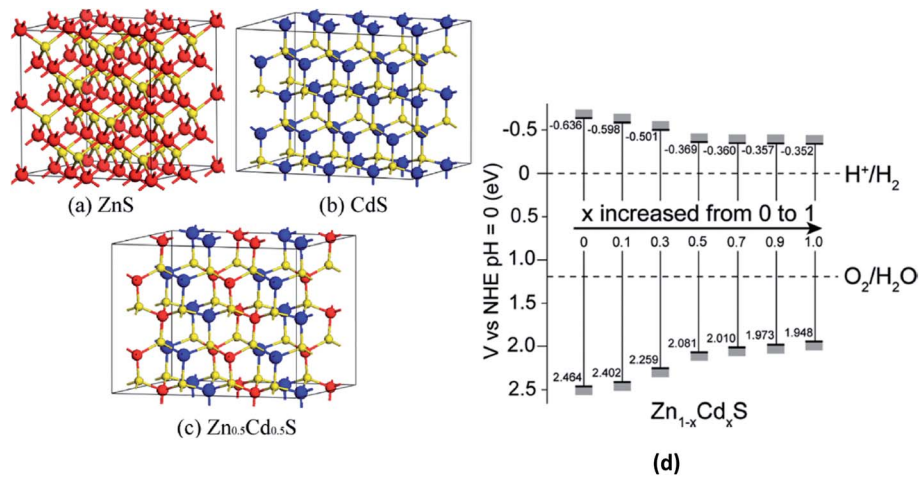 (a) ZnS
(b) CdS
(c) Zn₀.₅Cd₀.₅S
V vs NHE pH = 0 (eV)
-0.5
0
0.5
1.0
1.5
2.0
2.5
-0.636
-0.598
-0.501
-0.369
-0.360
-0.357
-0.352
H⁺/H₂
x increased from 0 to 1
0 0.1 0.3 0.5 0.7 0.9 1.0
O₂/H₂O
2.464
2.402
2.259
2.081
2.010
1.973
1.948
Zn₁₋ₓCdₓS
(d)